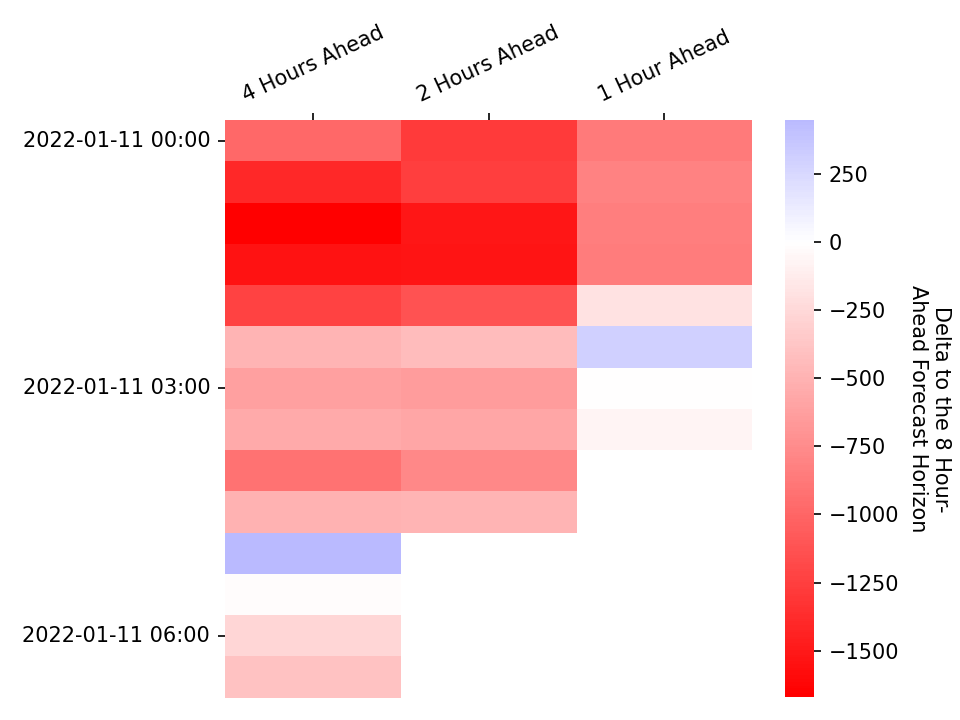 4 Hours Ahead
2 Hours Ahead
1 Hour Ahead
2022-01-11 00:00
2022-01-11 03:00
2022-01-11 06:00
250
0
−250
−500
−750
−1000
−1250
−1500
Delta to the 8 Hour-
Ahead Forecast Horizon